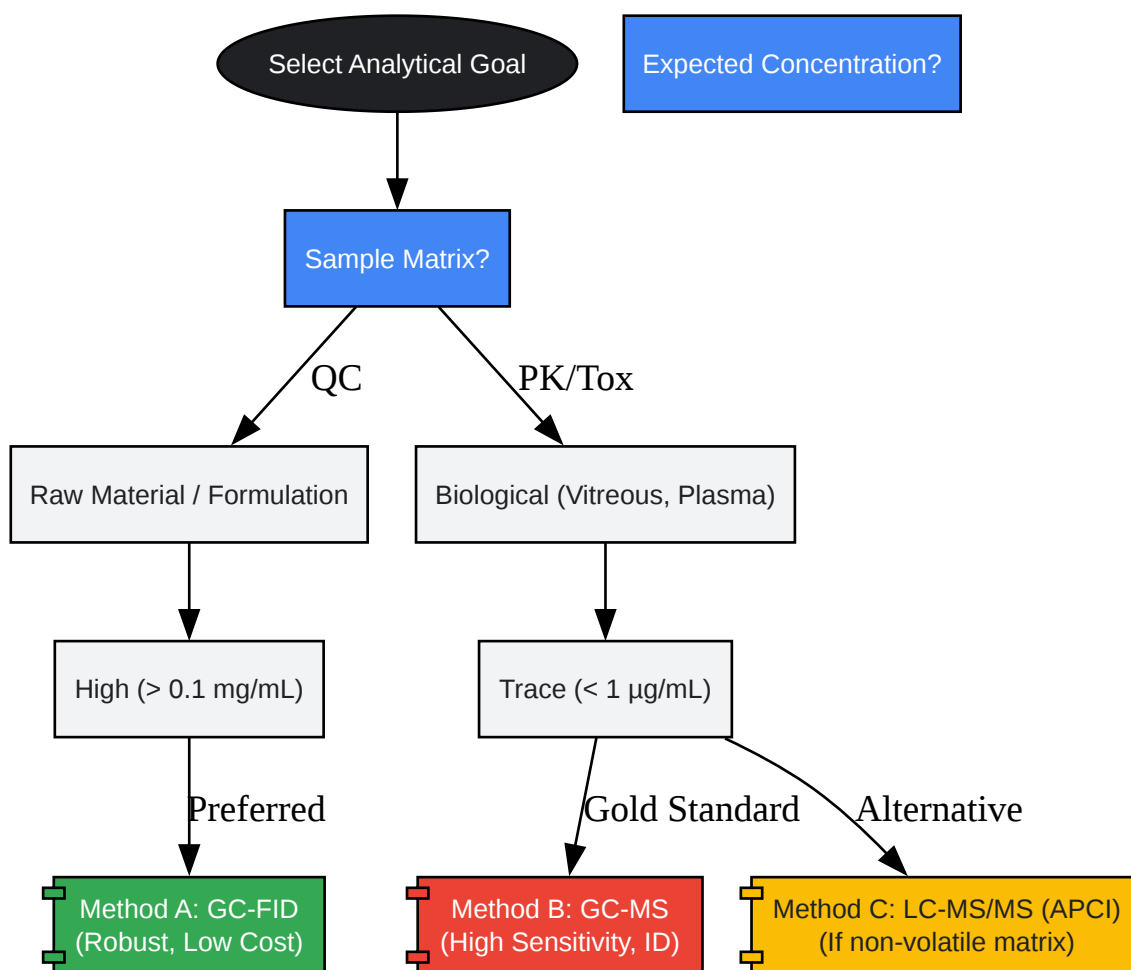 Select Analytical Goal
Expected Concentration?
Sample Matrix?
QC
PK/Tox
Raw Material / Formulation
Biological (Vitreous, Plasma)
High (> 0.1 mg/mL)
Trace (< 1 µg/mL)
Preferred
Gold Standard
Alternative
Method A: GC-FID
(Robust, Low Cost)
Method B: GC-MS
(High Sensitivity, ID)
Method C: LC-MS/MS (APCI)
(If non-volatile matrix)